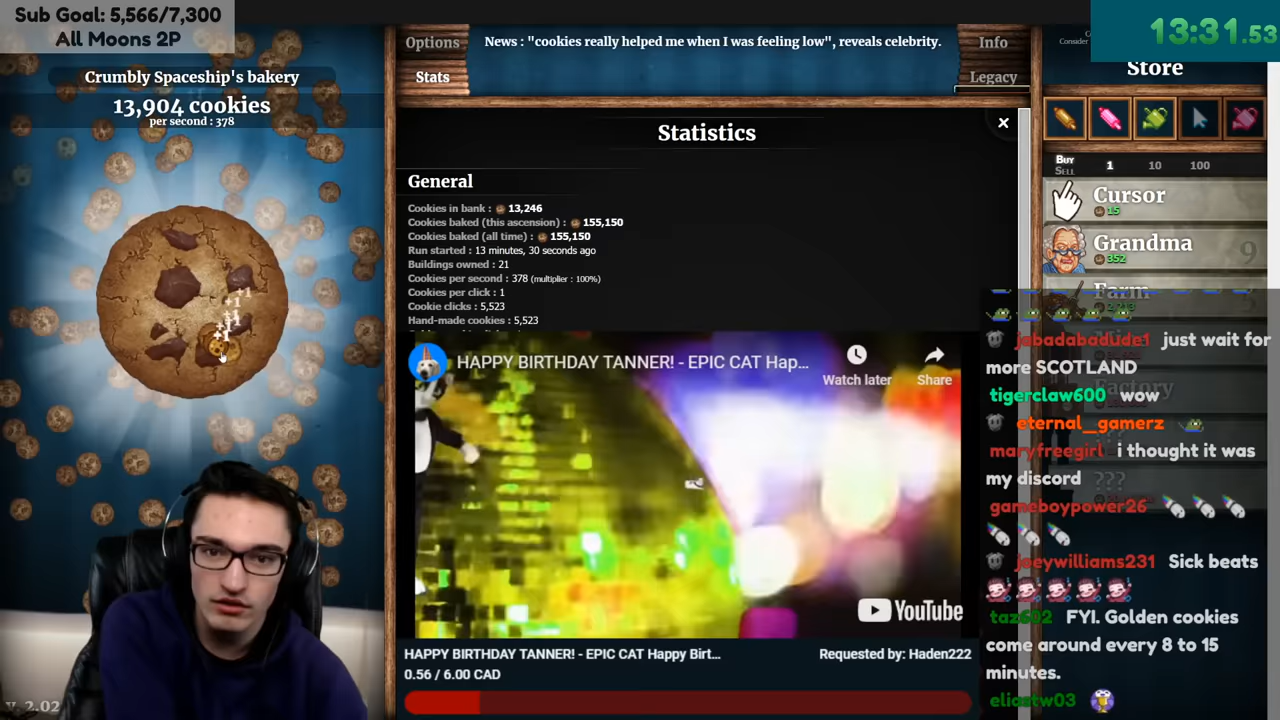 Sub Goal: 5,566/7,300
All Moons 2P
Crumbly Spaceship's bakery
13,904 cookies
per second : 378
+1
+1
+1
v. 2.02
Options
Stats
News : "cookies really helped me when I was feeling low", reveals celebrity.
Info
Legacy
Statistics
×
General
Cookies in bank : 13,246
Cookies baked (this ascension) : 155,150
Cookies baked (all time) : 155,150
Run started : 13 minutes, 30 seconds ago
Buildings owned : 21
Cookies per second : 378 (multiplier : 100%)
Cookies per click : 1
Cookie clicks : 5,523
Hand-made cookies : 5,523
HAPPY BIRTHDAY TANNER! - EPIC CAT Hap...
Watch later
Share
YouTube
HAPPY BIRTHDAY TANNER! - EPIC CAT Happy Birt...
Requested by: Haden222
0.56 / 6.00 CAD
13:31.53
Consider
Store
BUY
SELL
1
10
100
Cursor
15
Grandma
352
9
Farm
Factory
???
jabadabadude1 just wait for
more SCOTLAND
tigerclaw600 wow
eternal_gamerz
maryfreegirl i thought it was
my discord
gameboypower26
joeywilliams231 Sick beats
taz602 FYI. Golden cookies
come around every 8 to 15
minutes.
eliastw03